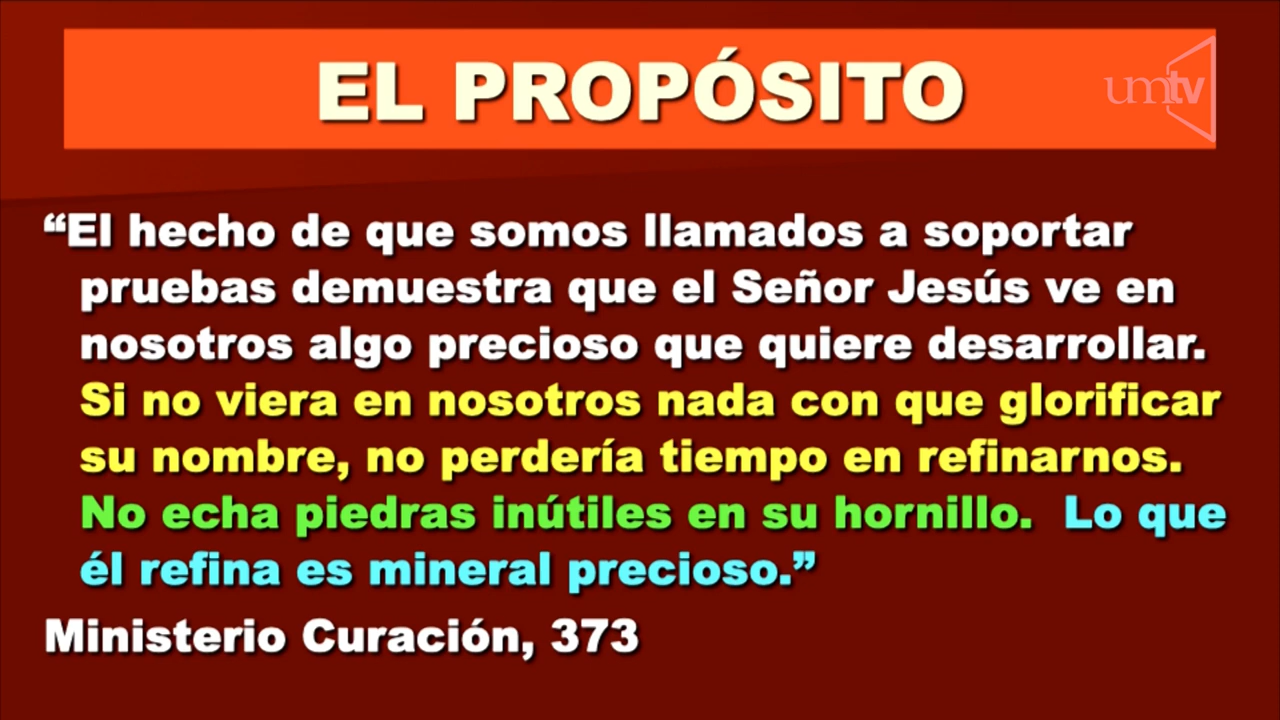 EL PROPÓSITO
umtv
“El hecho de que somos llamados a soportar
pruebas demuestra que el Señor Jesús ve en
nosotros algo precioso que quiere desarrollar.
Si no viera en nosotros nada con que glorificar
su nombre, no perdería tiempo en refinarnos.
No echa piedras inútiles en su hornillo. Lo que
él refina es mineral precioso.”
Ministerio Curación, 373